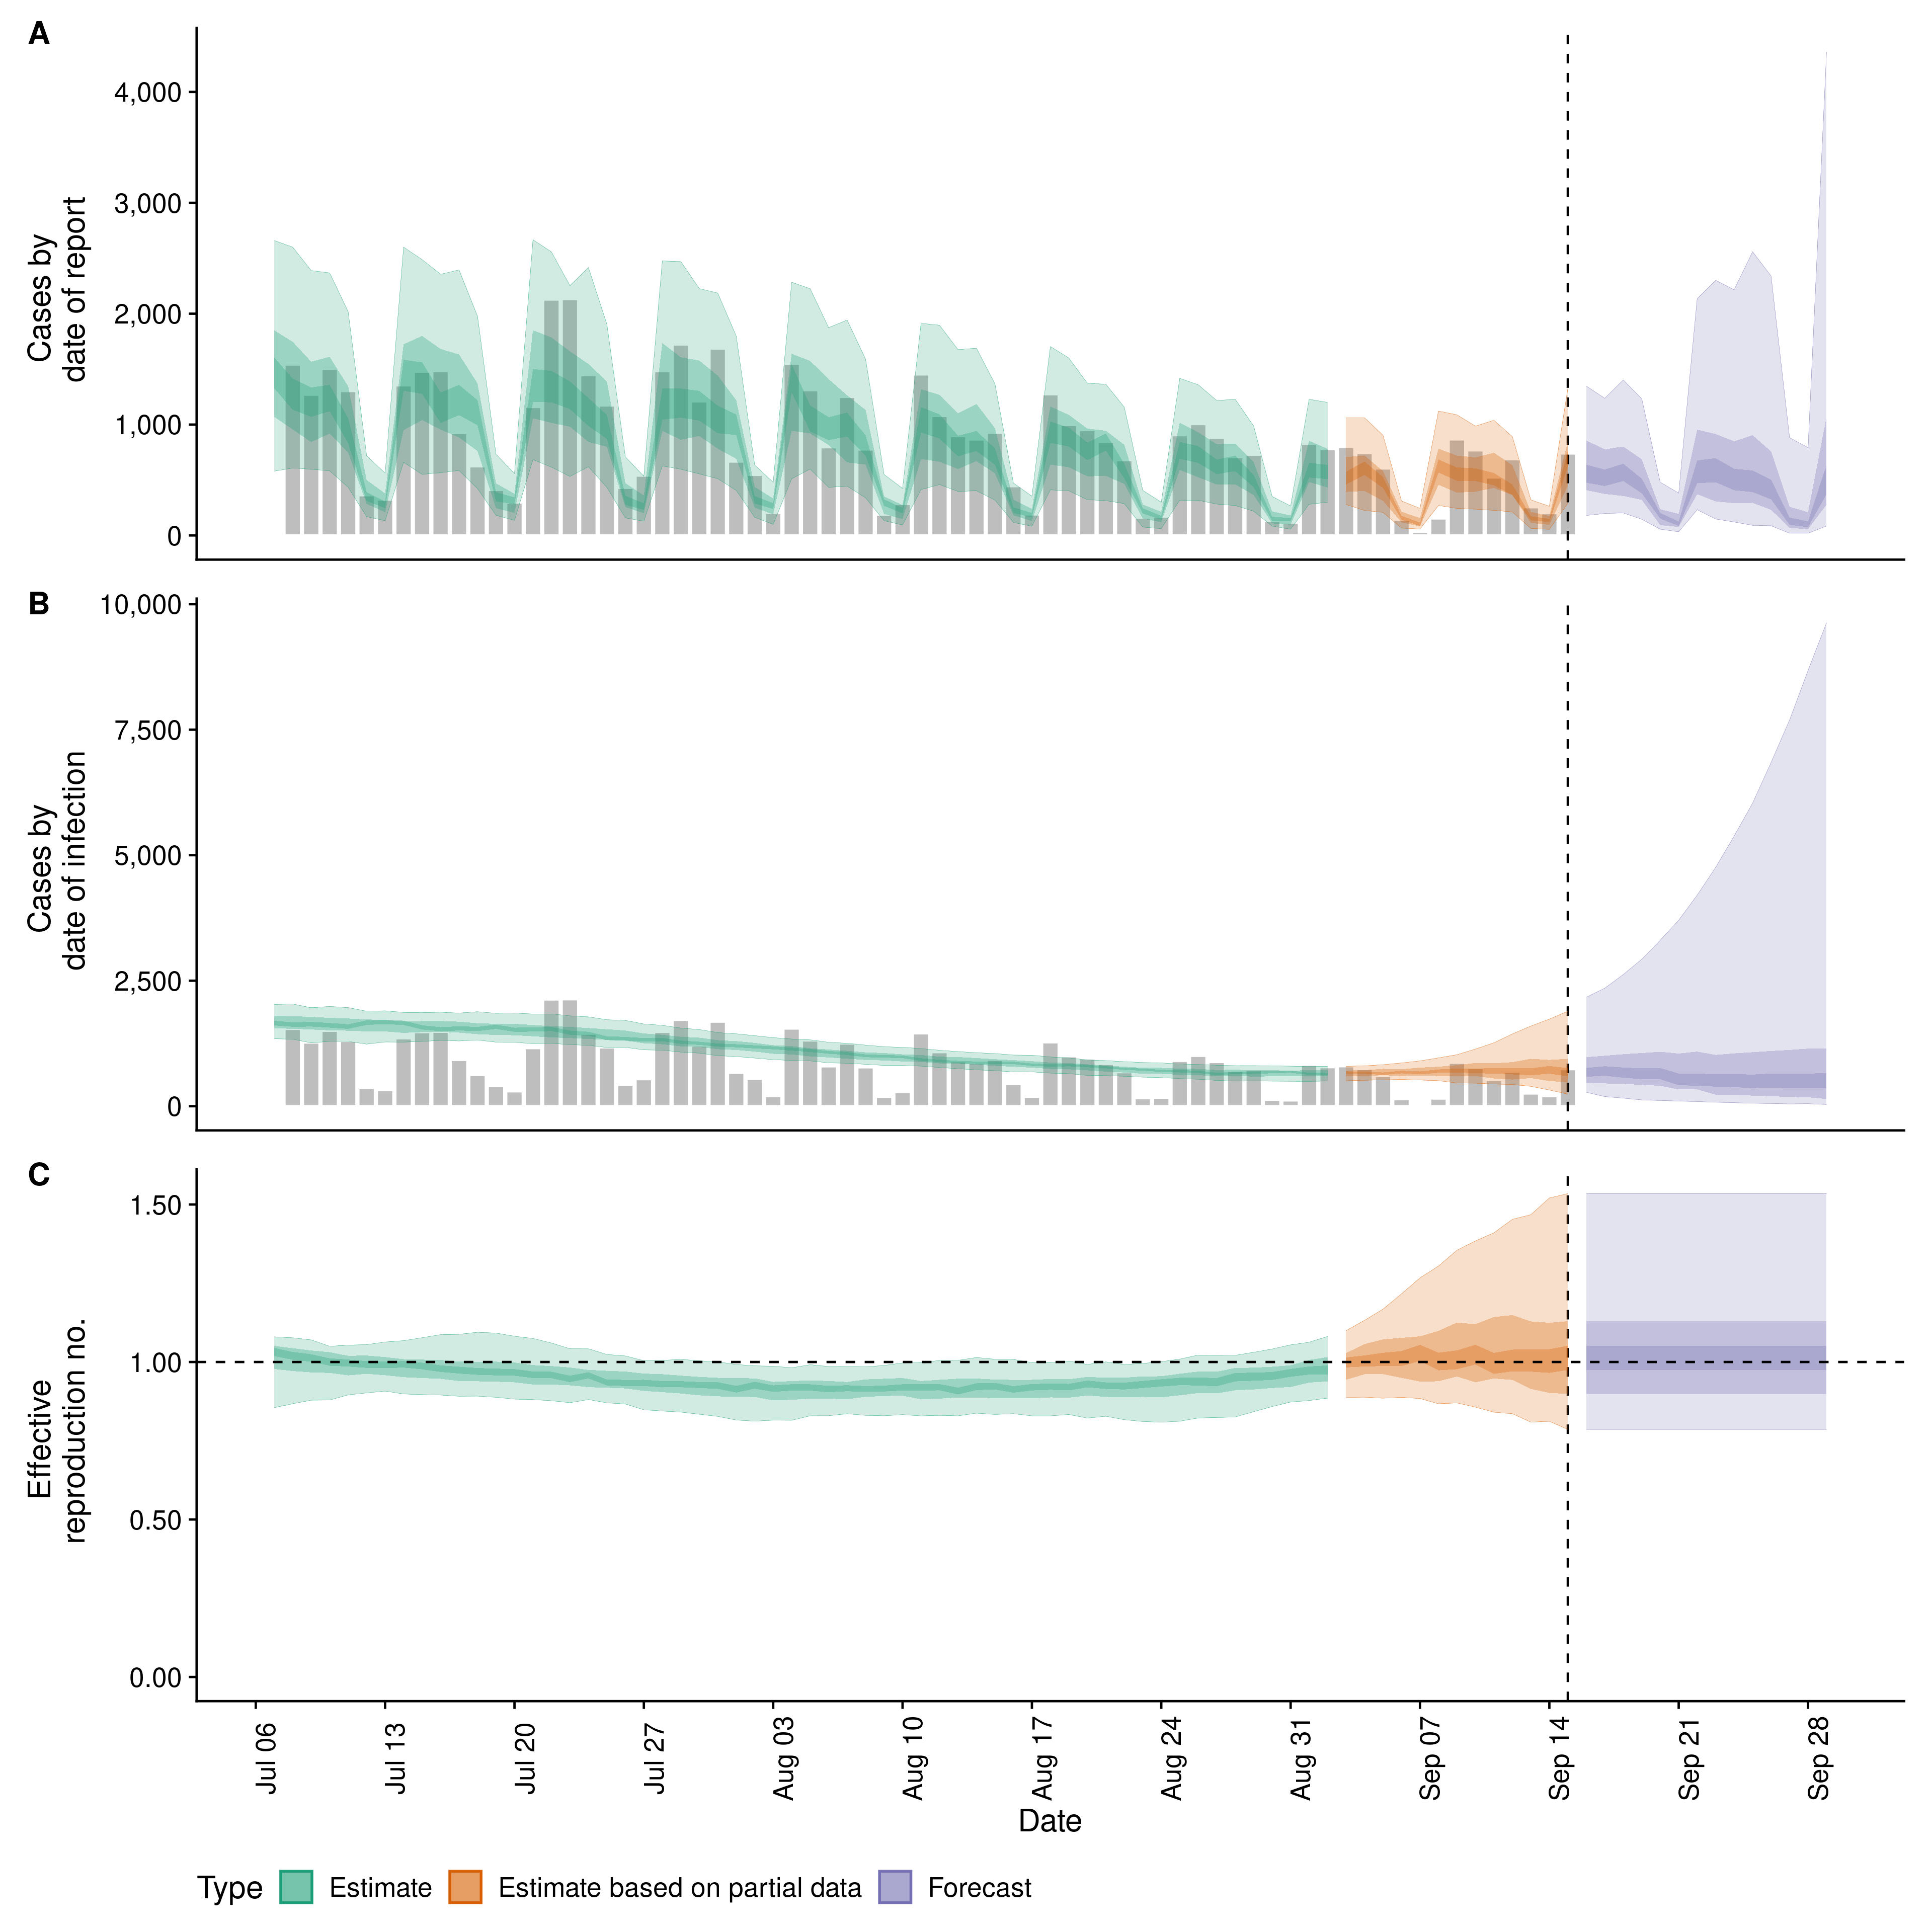 A
Cases by
date of report
4,000
3,000
2,000
1,000
0
B
Cases by
date of infection
10,000
7,500
5,000
2,500
0
C
Effective
reproduction no.
1.50
1.00
0.50
0.00
Jul 06
Jul 13
Jul 20
Jul 27
Aug 03
Aug 10
Aug 17
Aug 24
Aug 31
Sep 07
Sep 14
Sep 21
Sep 28
Date
Type Estimate Estimate based on partial data Forecast